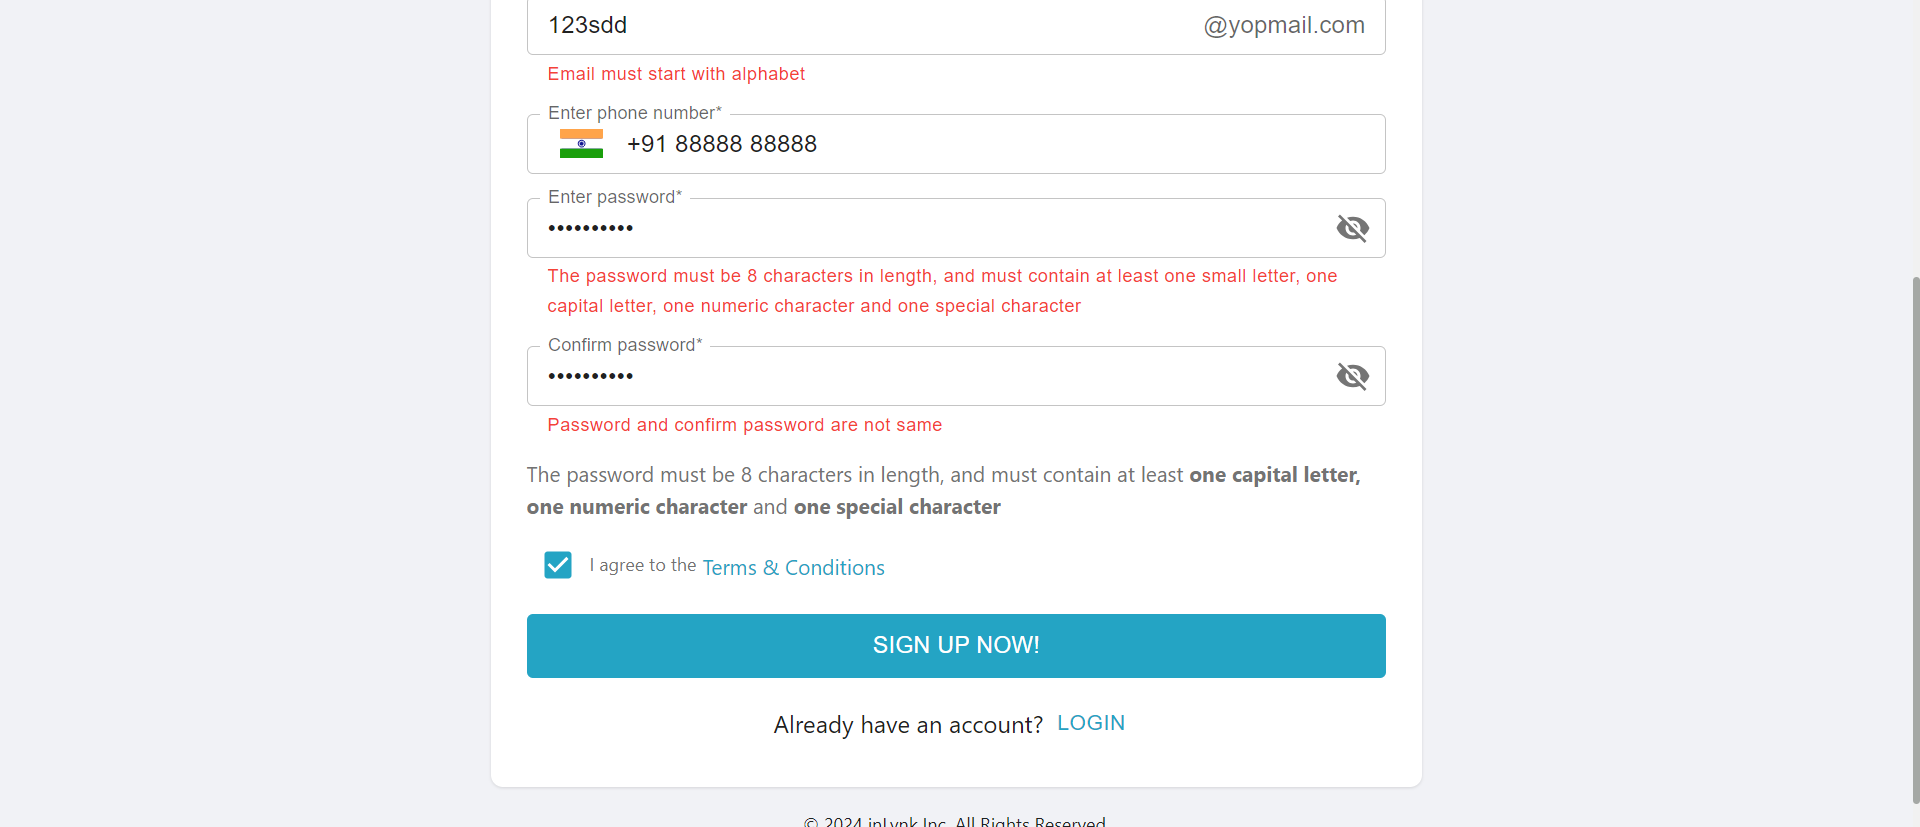 123sdd @yopmail.com
Email must start with alphabet
Enter phone number*
+91 88888 88888
Enter password*
••••••••••
The password must be 8 characters in length, and must contain at least one small letter, one
capital letter, one numeric character and one special character
Confirm password*
••••••••••
Password and confirm password are not same
The password must be 8 characters in length, and must contain at least one capital letter,
one numeric character and one special character
I agree to the Terms & Conditions
SIGN UP NOW!
Already have an account? LOGIN
© 2024 inLynk Inc. All Rights Reserved